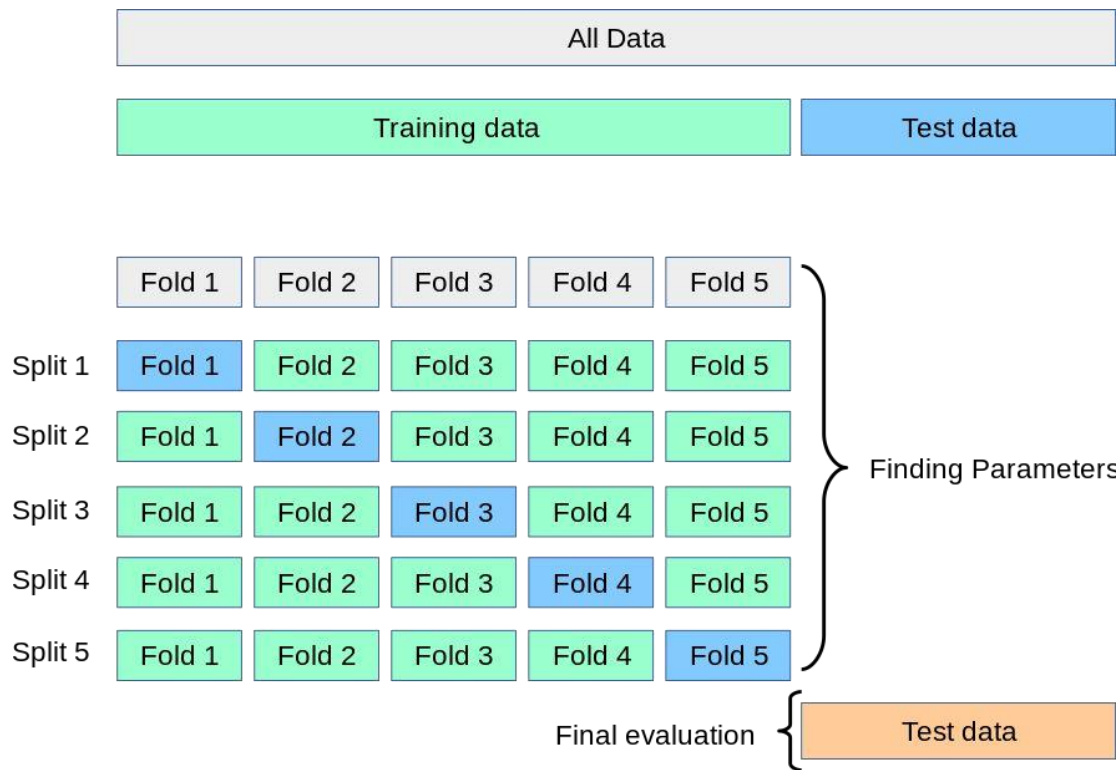 All Data
Training data Test data
Fold 1 Fold 2 Fold 3 Fold 4 Fold 5
Split 1 Fold 1 Fold 2 Fold 3 Fold 4 Fold 5
Split 2 Fold 1 Fold 2 Fold 3 Fold 4 Fold 5
Finding Parameters
Split 3 Fold 1 Fold 2 Fold 3 Fold 4 Fold 5
Split 4 Fold 1 Fold 2 Fold 3 Fold 4 Fold 5
Split 5 Fold 1 Fold 2 Fold 3 Fold 4 Fold 5
Final evaluation Test data